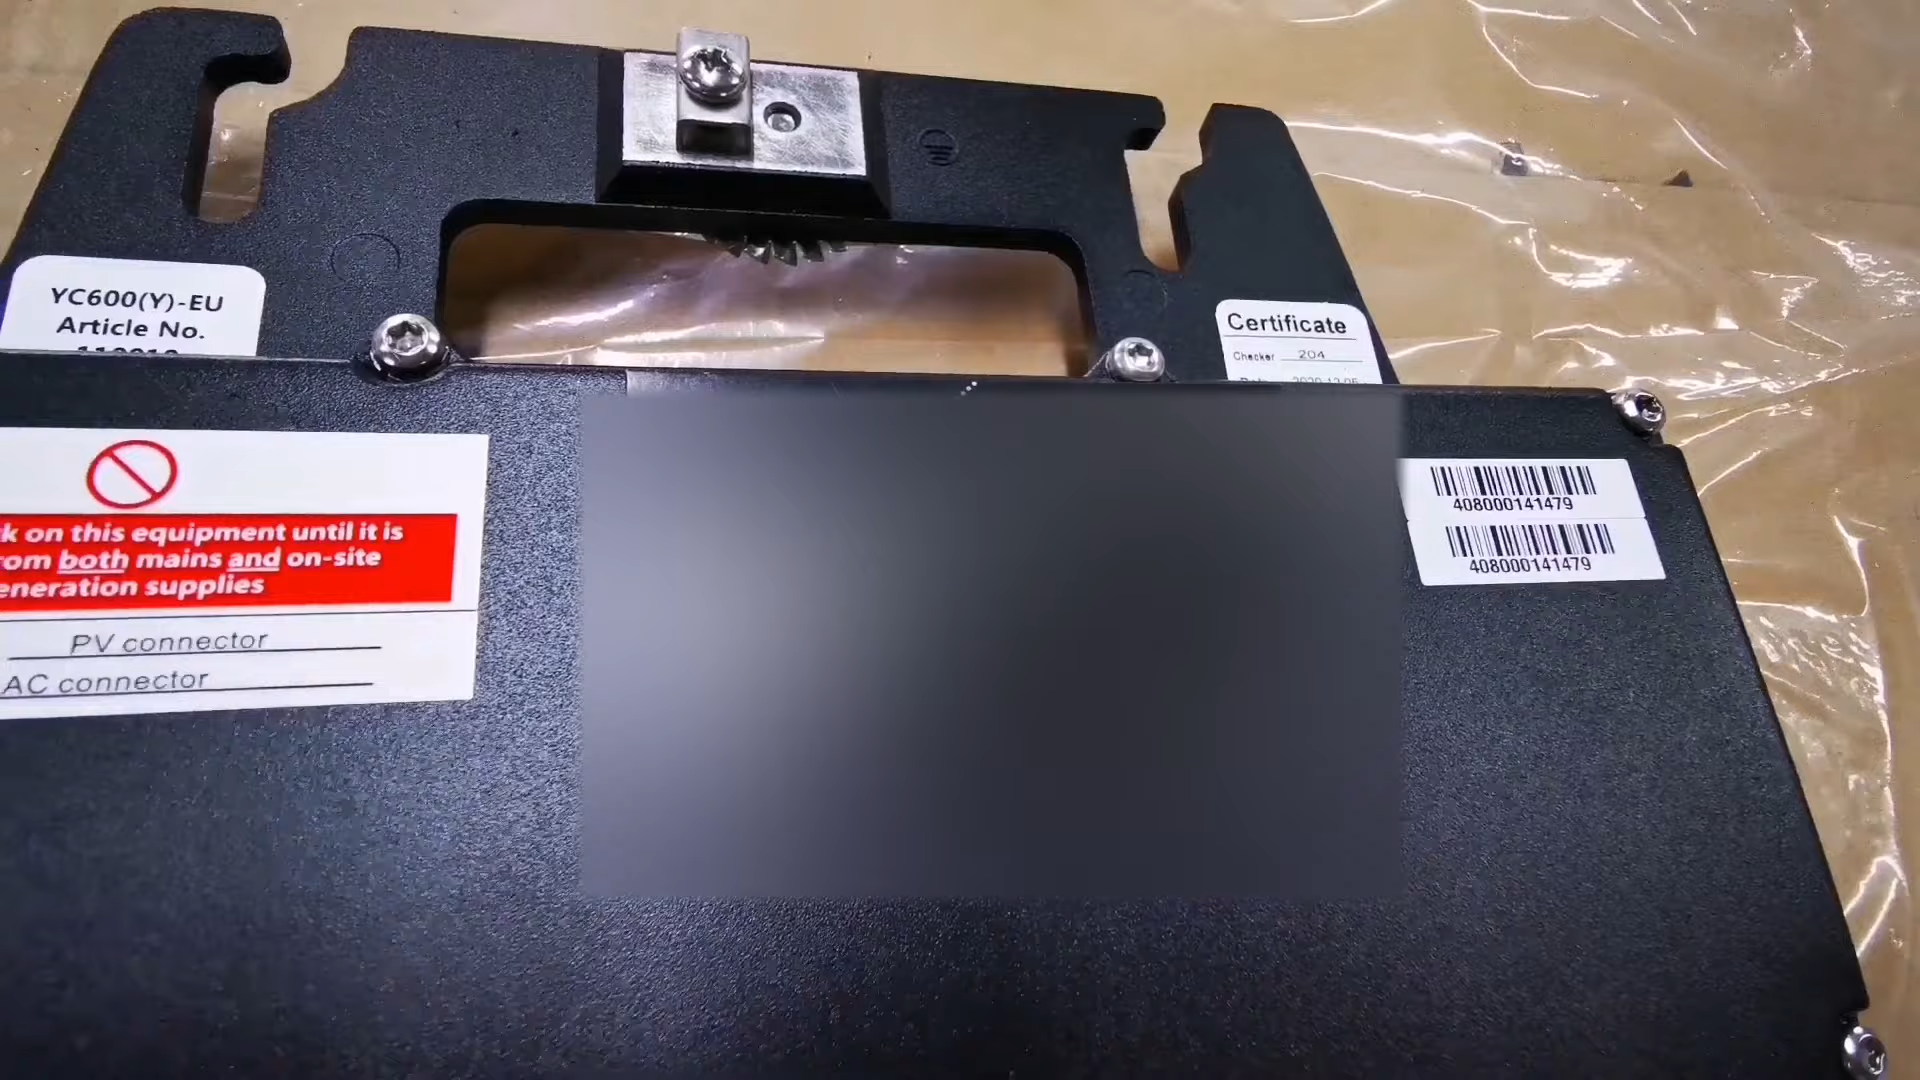 YC600(Y)-EU
Article No.
Certificate
Checker 204
k on this equipment until it is
rom both mains and on-site
eneration supplies
PV connector
AC connector
408000141479
408000141479